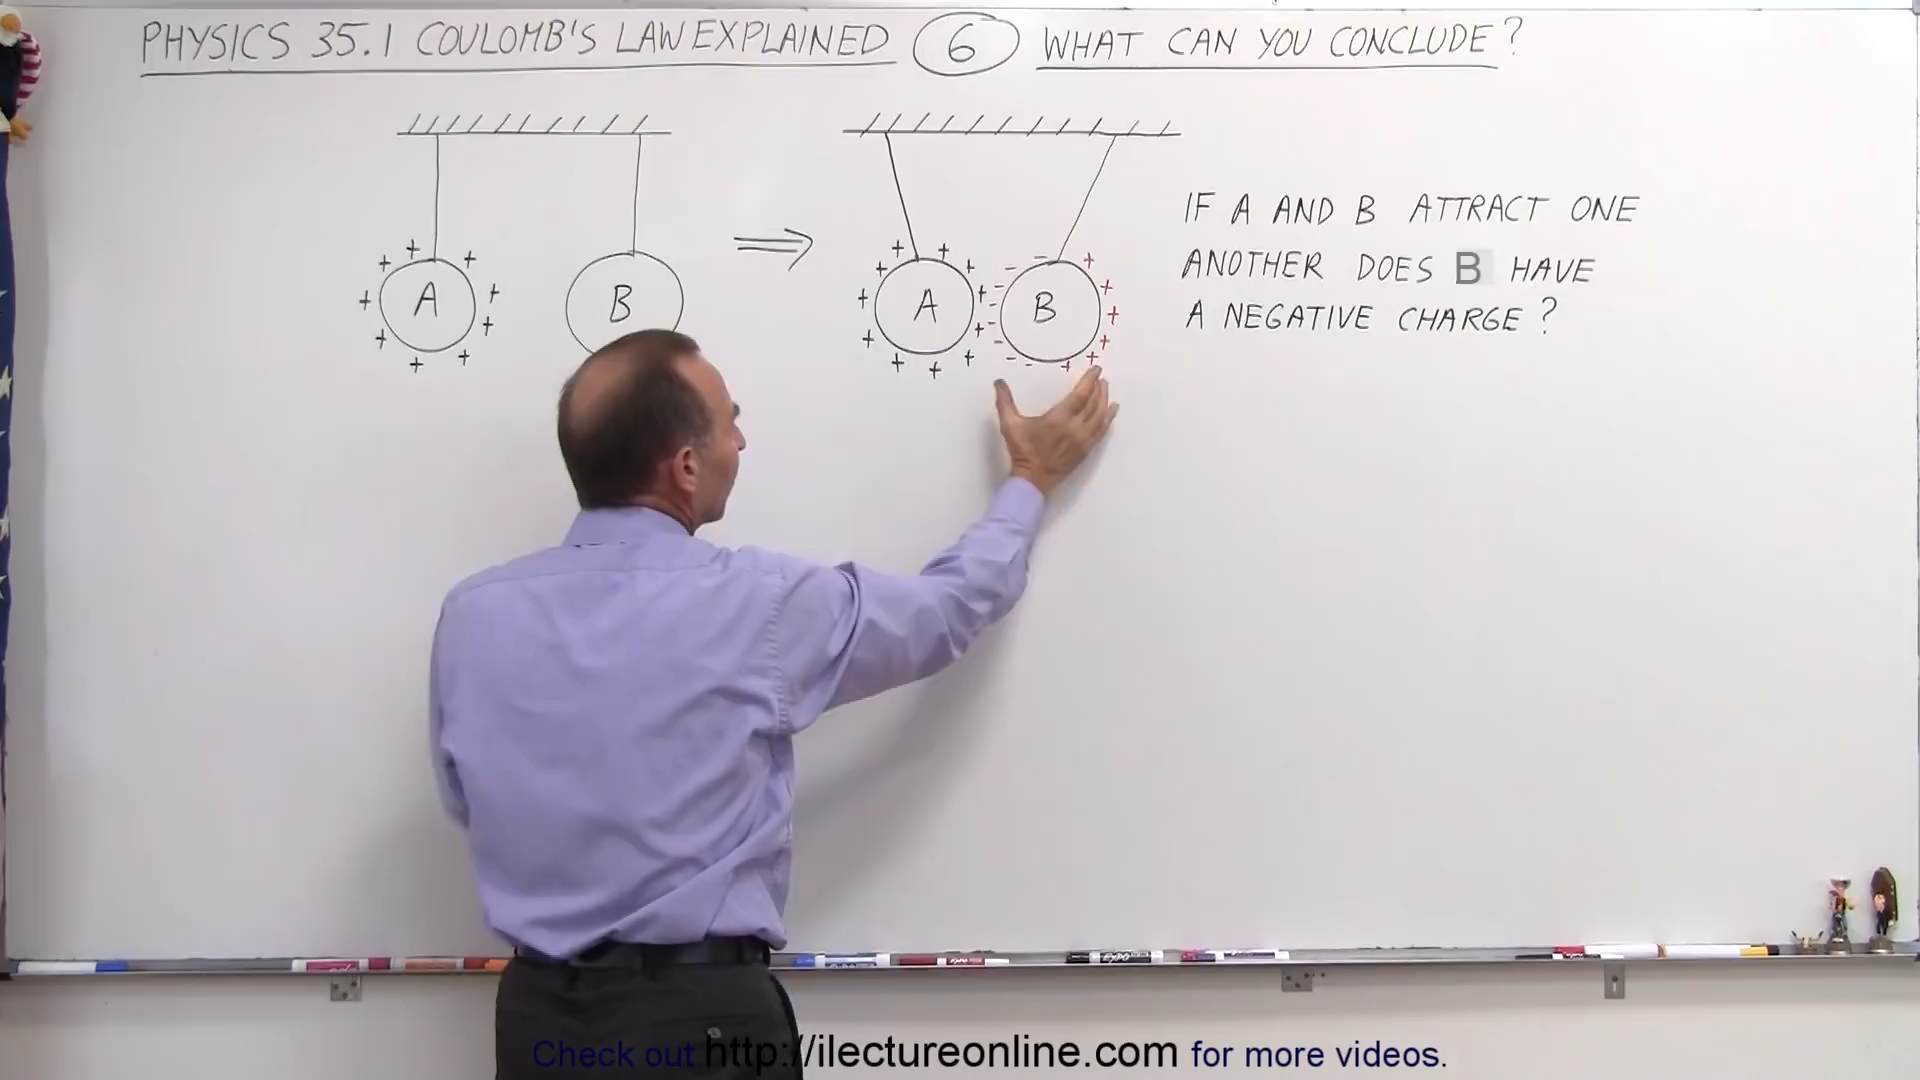 PHYSICS 35.1 COULOMB'S LAW EXPLAINED 6 WHAT CAN YOU CONCLUDE?
A B
A B
IF A AND B ATTRACT ONE
ANOTHER DOES B HAVE
A NEGATIVE CHARGE?
EXPO
Check out http://ilectureonline.com for more videos.